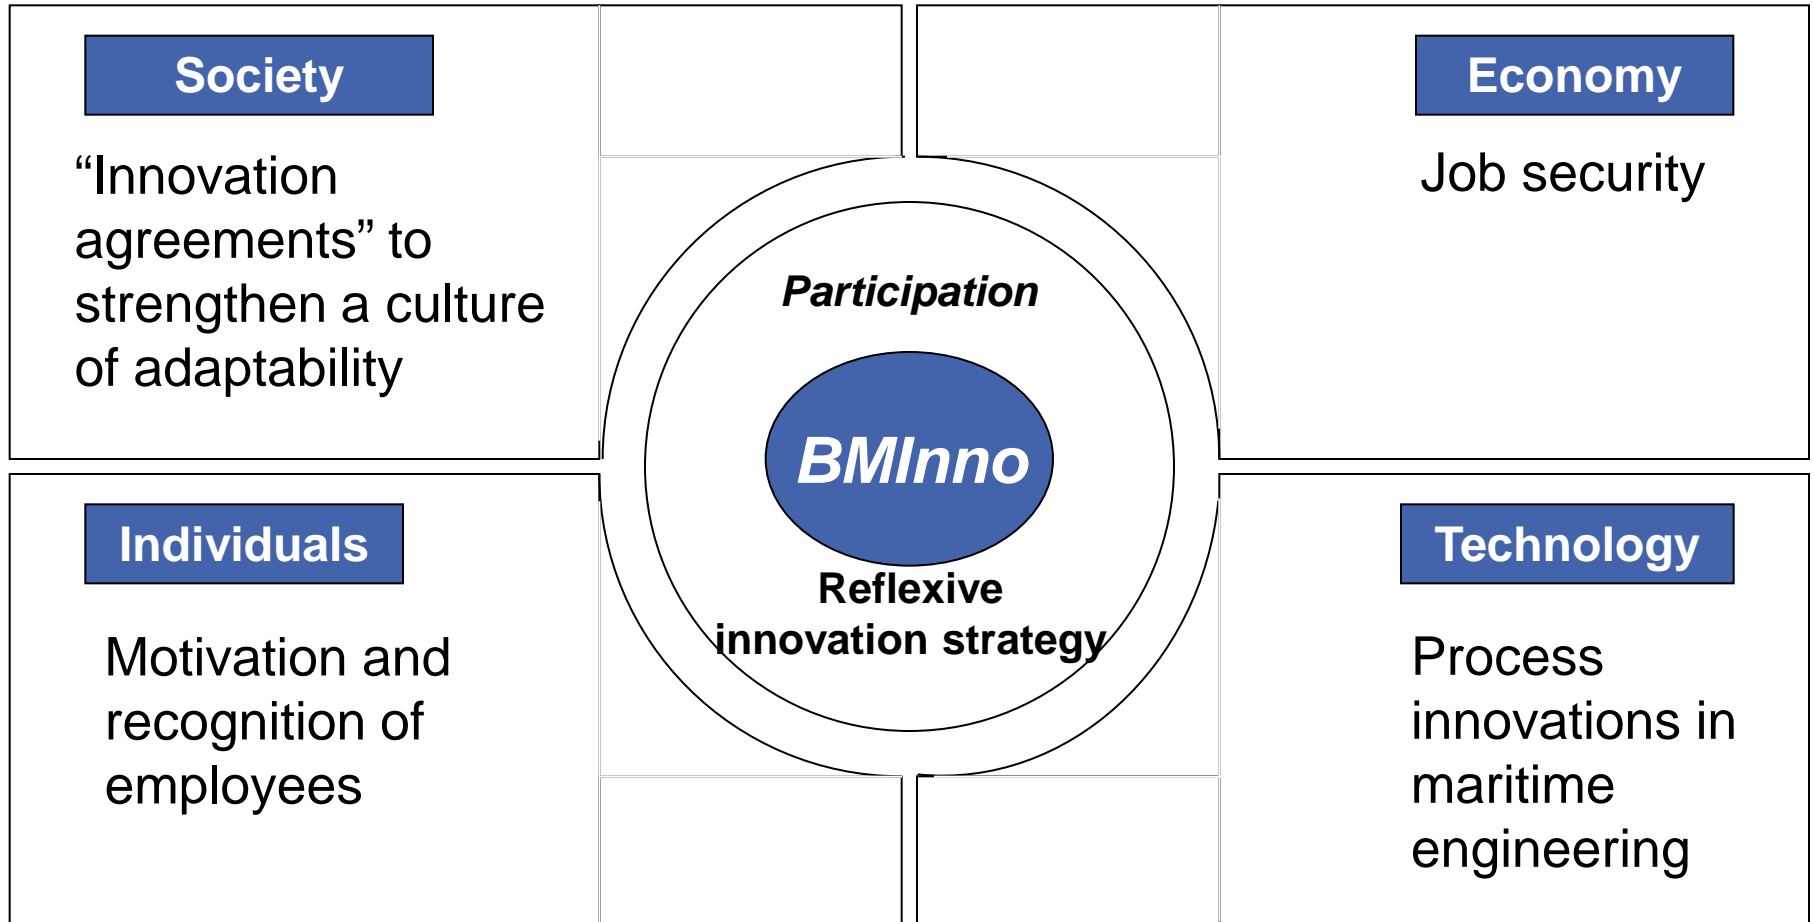 Society
“Innovation
agreements” to
strengthen a culture
of adaptability
Economy
Job security
Participation
BMInno
Reflexive
innovation strategy
Individuals
Motivation and
recognition of
employees
Technology
Process
innovations in
maritime
engineering